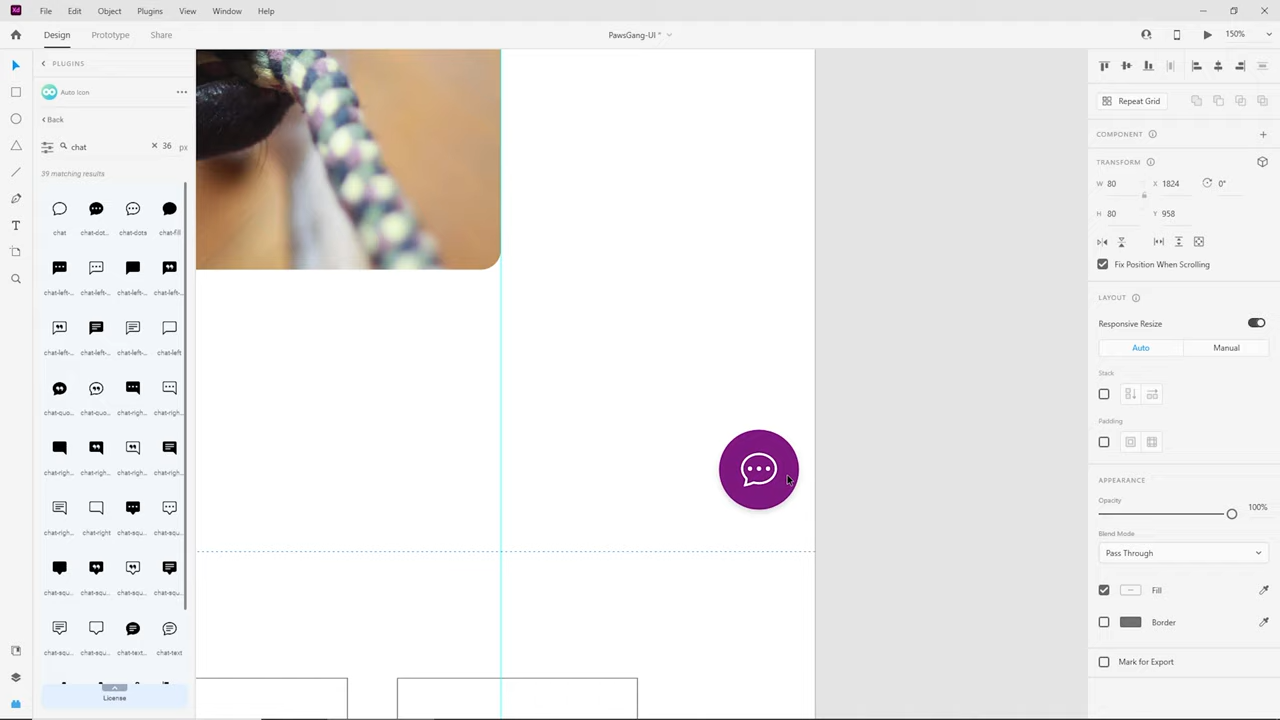 Xd File Edit Object Plugins View Window Help
Design Prototype Share PawsGang-UI * 150%
PLUGINS
Auto Icon
Back
chat 36 px
39 matching results
chat chat-dot... chat-dots chat-fill
chat-left-... chat-left-... chat-left-... chat-left-...
chat-left-... chat-left-... chat-left-... chat-left
chat-quo... chat-quo... chat-righ... chat-righ...
chat-righ... chat-righ... chat-righ... chat-righ...
chat-righ... chat-right chat-squ... chat-squ...
chat-squ... chat-squ... chat-squ... chat-squ...
chat-squ... chat-squ... chat-text... chat-text
License
Repeat Grid
COMPONENT
TRANSFORM
W 80 X 1824 0°
H 80 Y 958
Fix Position When Scrolling
LAYOUT
Responsive Resize
Auto Manual
Stack
Padding
APPEARANCE
Opacity
100%
Blend Mode
Pass Through
Fill
Border
Mark for Export